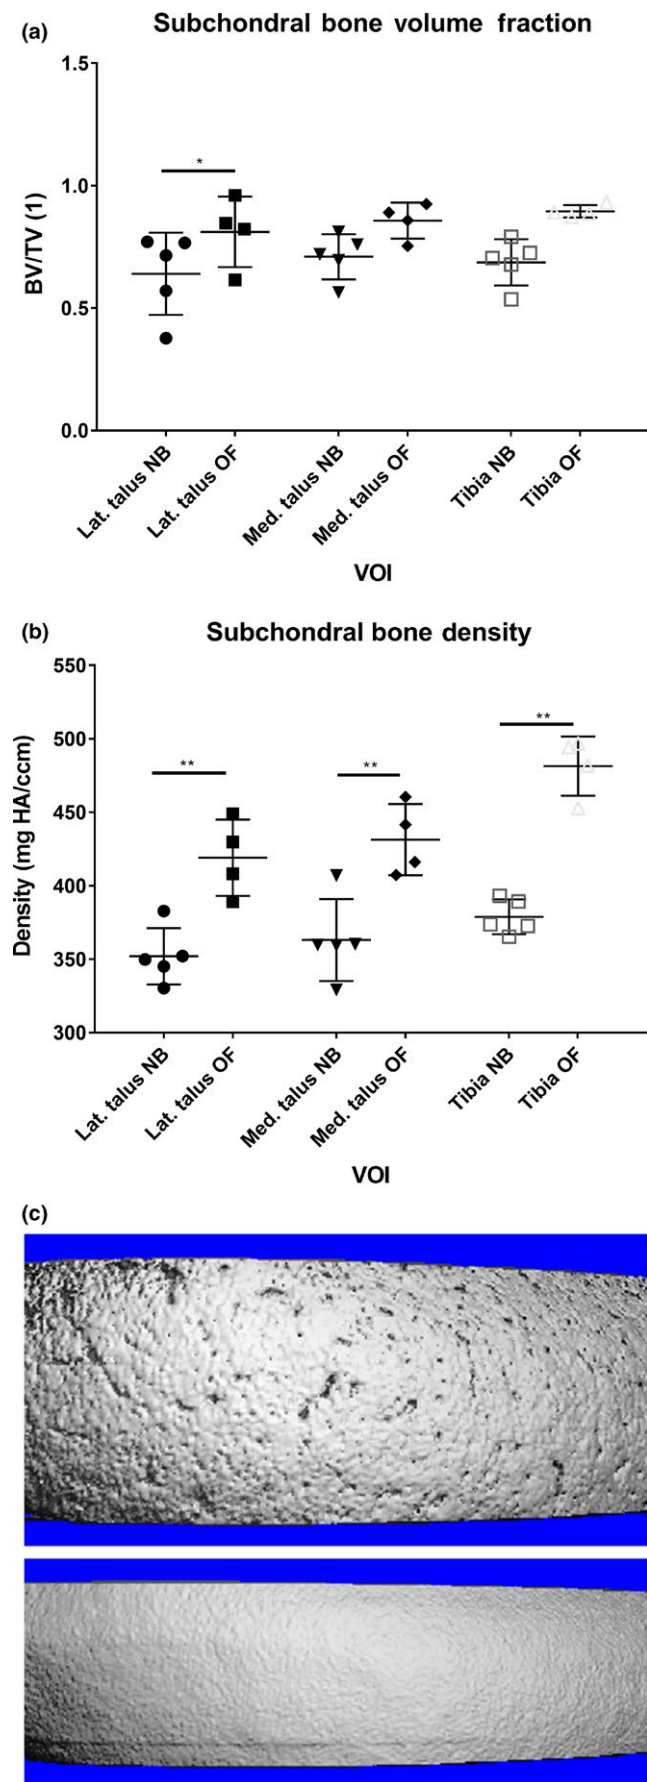 (a)
Subchondral bone volume fraction
BV/TV (1)
1.5
1.0
0.5
0.0
*
Lat. talus NB
Lat. talus OF
Med. talus NB
Med. talus OF
Tibia NB
Tibia OF
VOI
(b)
Subchondral bone density
Density (mg HA/ccm)
550
500
450
400
350
300
**
**
**
Lat. talus NB
Lat. talus OF
Med. talus NB
Med. talus OF
Tibia NB
Tibia OF
VOI
(c)